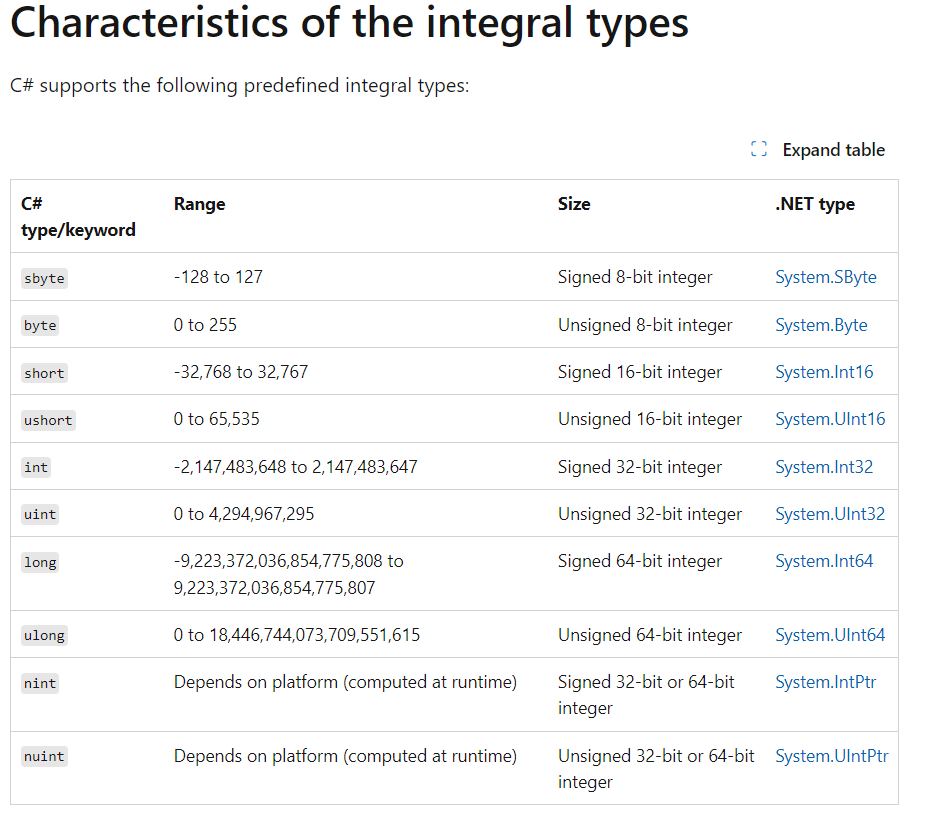 Characteristics of the integral types
C# supports the following predefined integral types:
Expand table
C# type/keyword Range Size .NET type
sbyte -128 to 127 Signed 8-bit integer System.SByte
byte 0 to 255 Unsigned 8-bit integer System.Byte
short -32,768 to 32,767 Signed 16-bit integer System.Int16
ushort 0 to 65,535 Unsigned 16-bit integer System.UInt16
int -2,147,483,648 to 2,147,483,647 Signed 32-bit integer System.Int32
uint 0 to 4,294,967,295 Unsigned 32-bit integer System.UInt32
long -9,223,372,036,854,775,808 to 9,223,372,036,854,775,807 Signed 64-bit integer System.Int64
ulong 0 to 18,446,744,073,709,551,615 Unsigned 64-bit integer System.UInt64
nint Depends on platform (computed at runtime) Signed 32-bit or 64-bit integer System.IntPtr
nuint Depends on platform (computed at runtime) Unsigned 32-bit or 64-bit integer System.UIntPtr